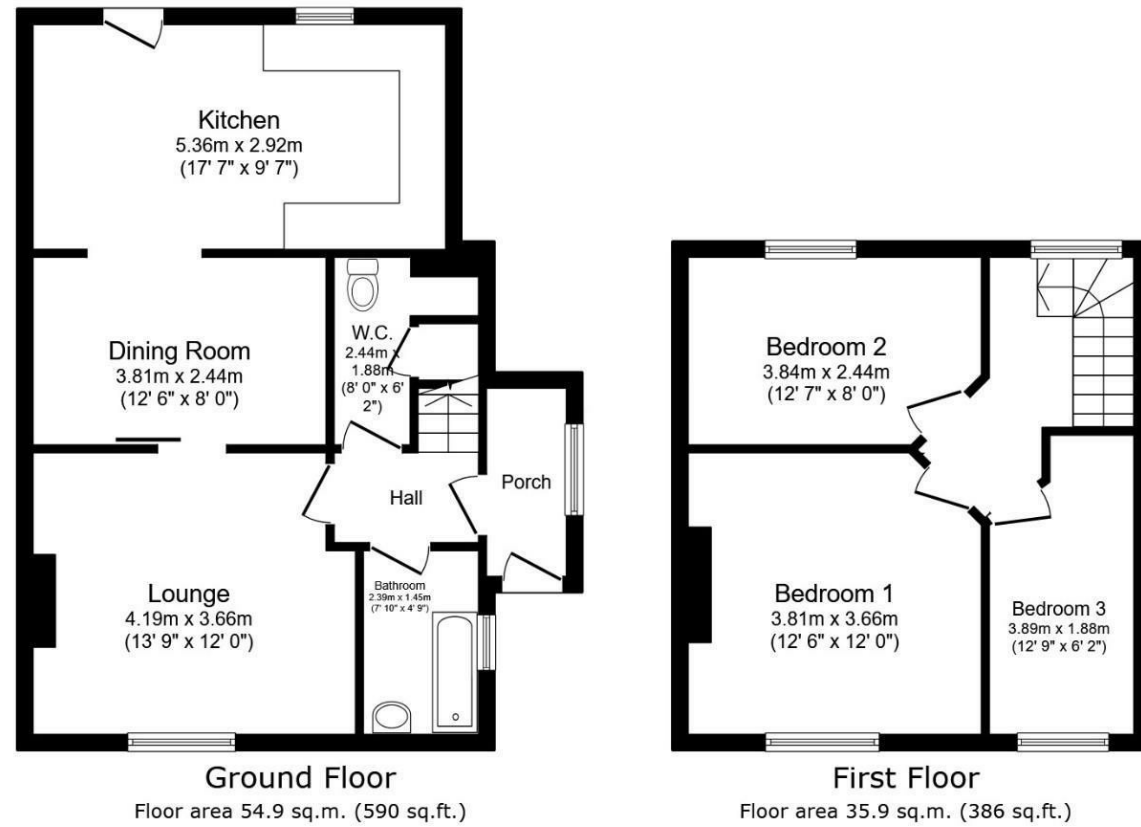 Kitchen
5.36m x 2.92m
(17' 7" x 9' 7")
Dining Room
3.81m x 2.44m
(12' 6" x 8' 0")
W.C.
2.44m x
1.88m
(8' 0" x 6'
2")
Hall
Porch
Lounge
4.19m x 3.66m
(13' 9" x 12' 0")
Bathroom
2.39m x 1.45m
(7' 10" x 4' 9")
Ground Floor
Floor area 54.9 sq.m. (590 sq.ft.)
Bedroom 2
3.84m x 2.44m
(12' 7" x 8' 0")
Bedroom 1
3.81m x 3.66m
(12' 6" x 12' 0")
Bedroom 3
3.89m x 1.88m
(12' 9" x 6' 2")
First Floor
Floor area 35.9 sq.m. (386 sq.ft.)